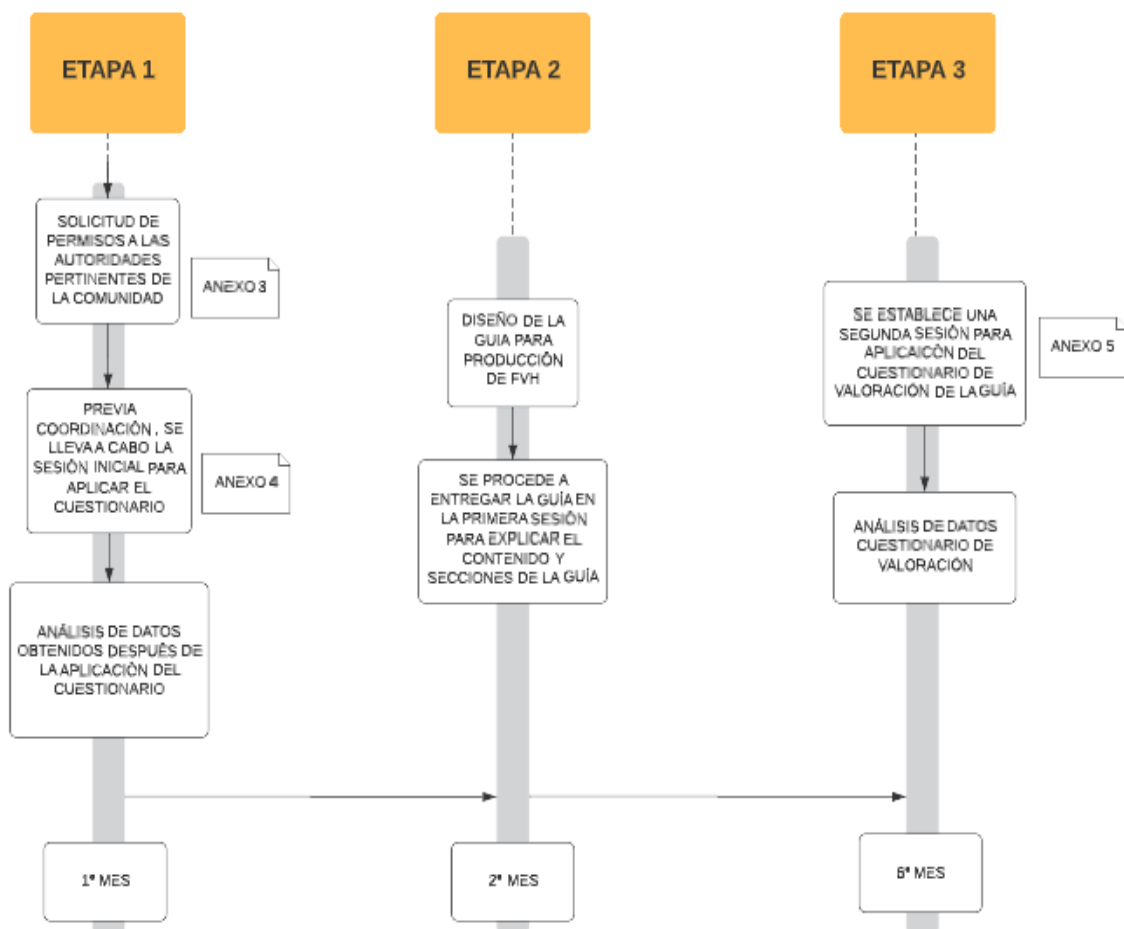 ETAPA 1
SOLICITUD DE
PERMISOS A LAS
AUTORIDADES
PERTINENTES DE
LA COMUNIDAD
ANEXO 3
PREVIA
COORDINACIÓN, SE
LLEVA A CABO LA
SESIÓN INICIAL PARA
APLICAR EL
CUESTIONARIO
ANEXO 4
ANÁLISIS DE DATOS
OBTENIDOS DESPUÉS DE
LA APLICACIÓN DEL
CUESTIONARIO
1º MES
ETAPA 2
DISEÑO DE LA
GUIA PARA
PRODUCCIÓN
DE FVH
SE PROCEDE A
ENTREGAR LA GUÍA EN
LA PRIMERA SESIÓN
PARA EXPLICAR EL
CONTENIDO Y
SECCIONES DE LA GUÍA
2º MES
ETAPA 3
SE ESTABLECE UNA
SEGUNDA SESIÓN PARA
APLICAICÓN DEL
CUESTIONARIO DE
VALORACIÓN DE LA GUÍA
ANEXO 5
ANÁLISIS DE DATOS
CUESTIONARIO DE
VALORACIÓN
6º MES